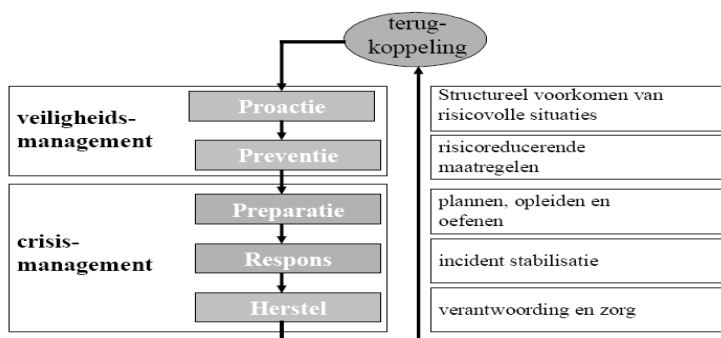 terug-
koppeling
veiligheids-
management
Proactie
Preventie
Structureel voorkomen van
risicovolle situaties
risicoreducerende
maatregelen
crisis-
management
Preparatie
Respons
Herstel
plannen, opleiden en
oefenen
incident stabilisatie
verantwoording en zorg